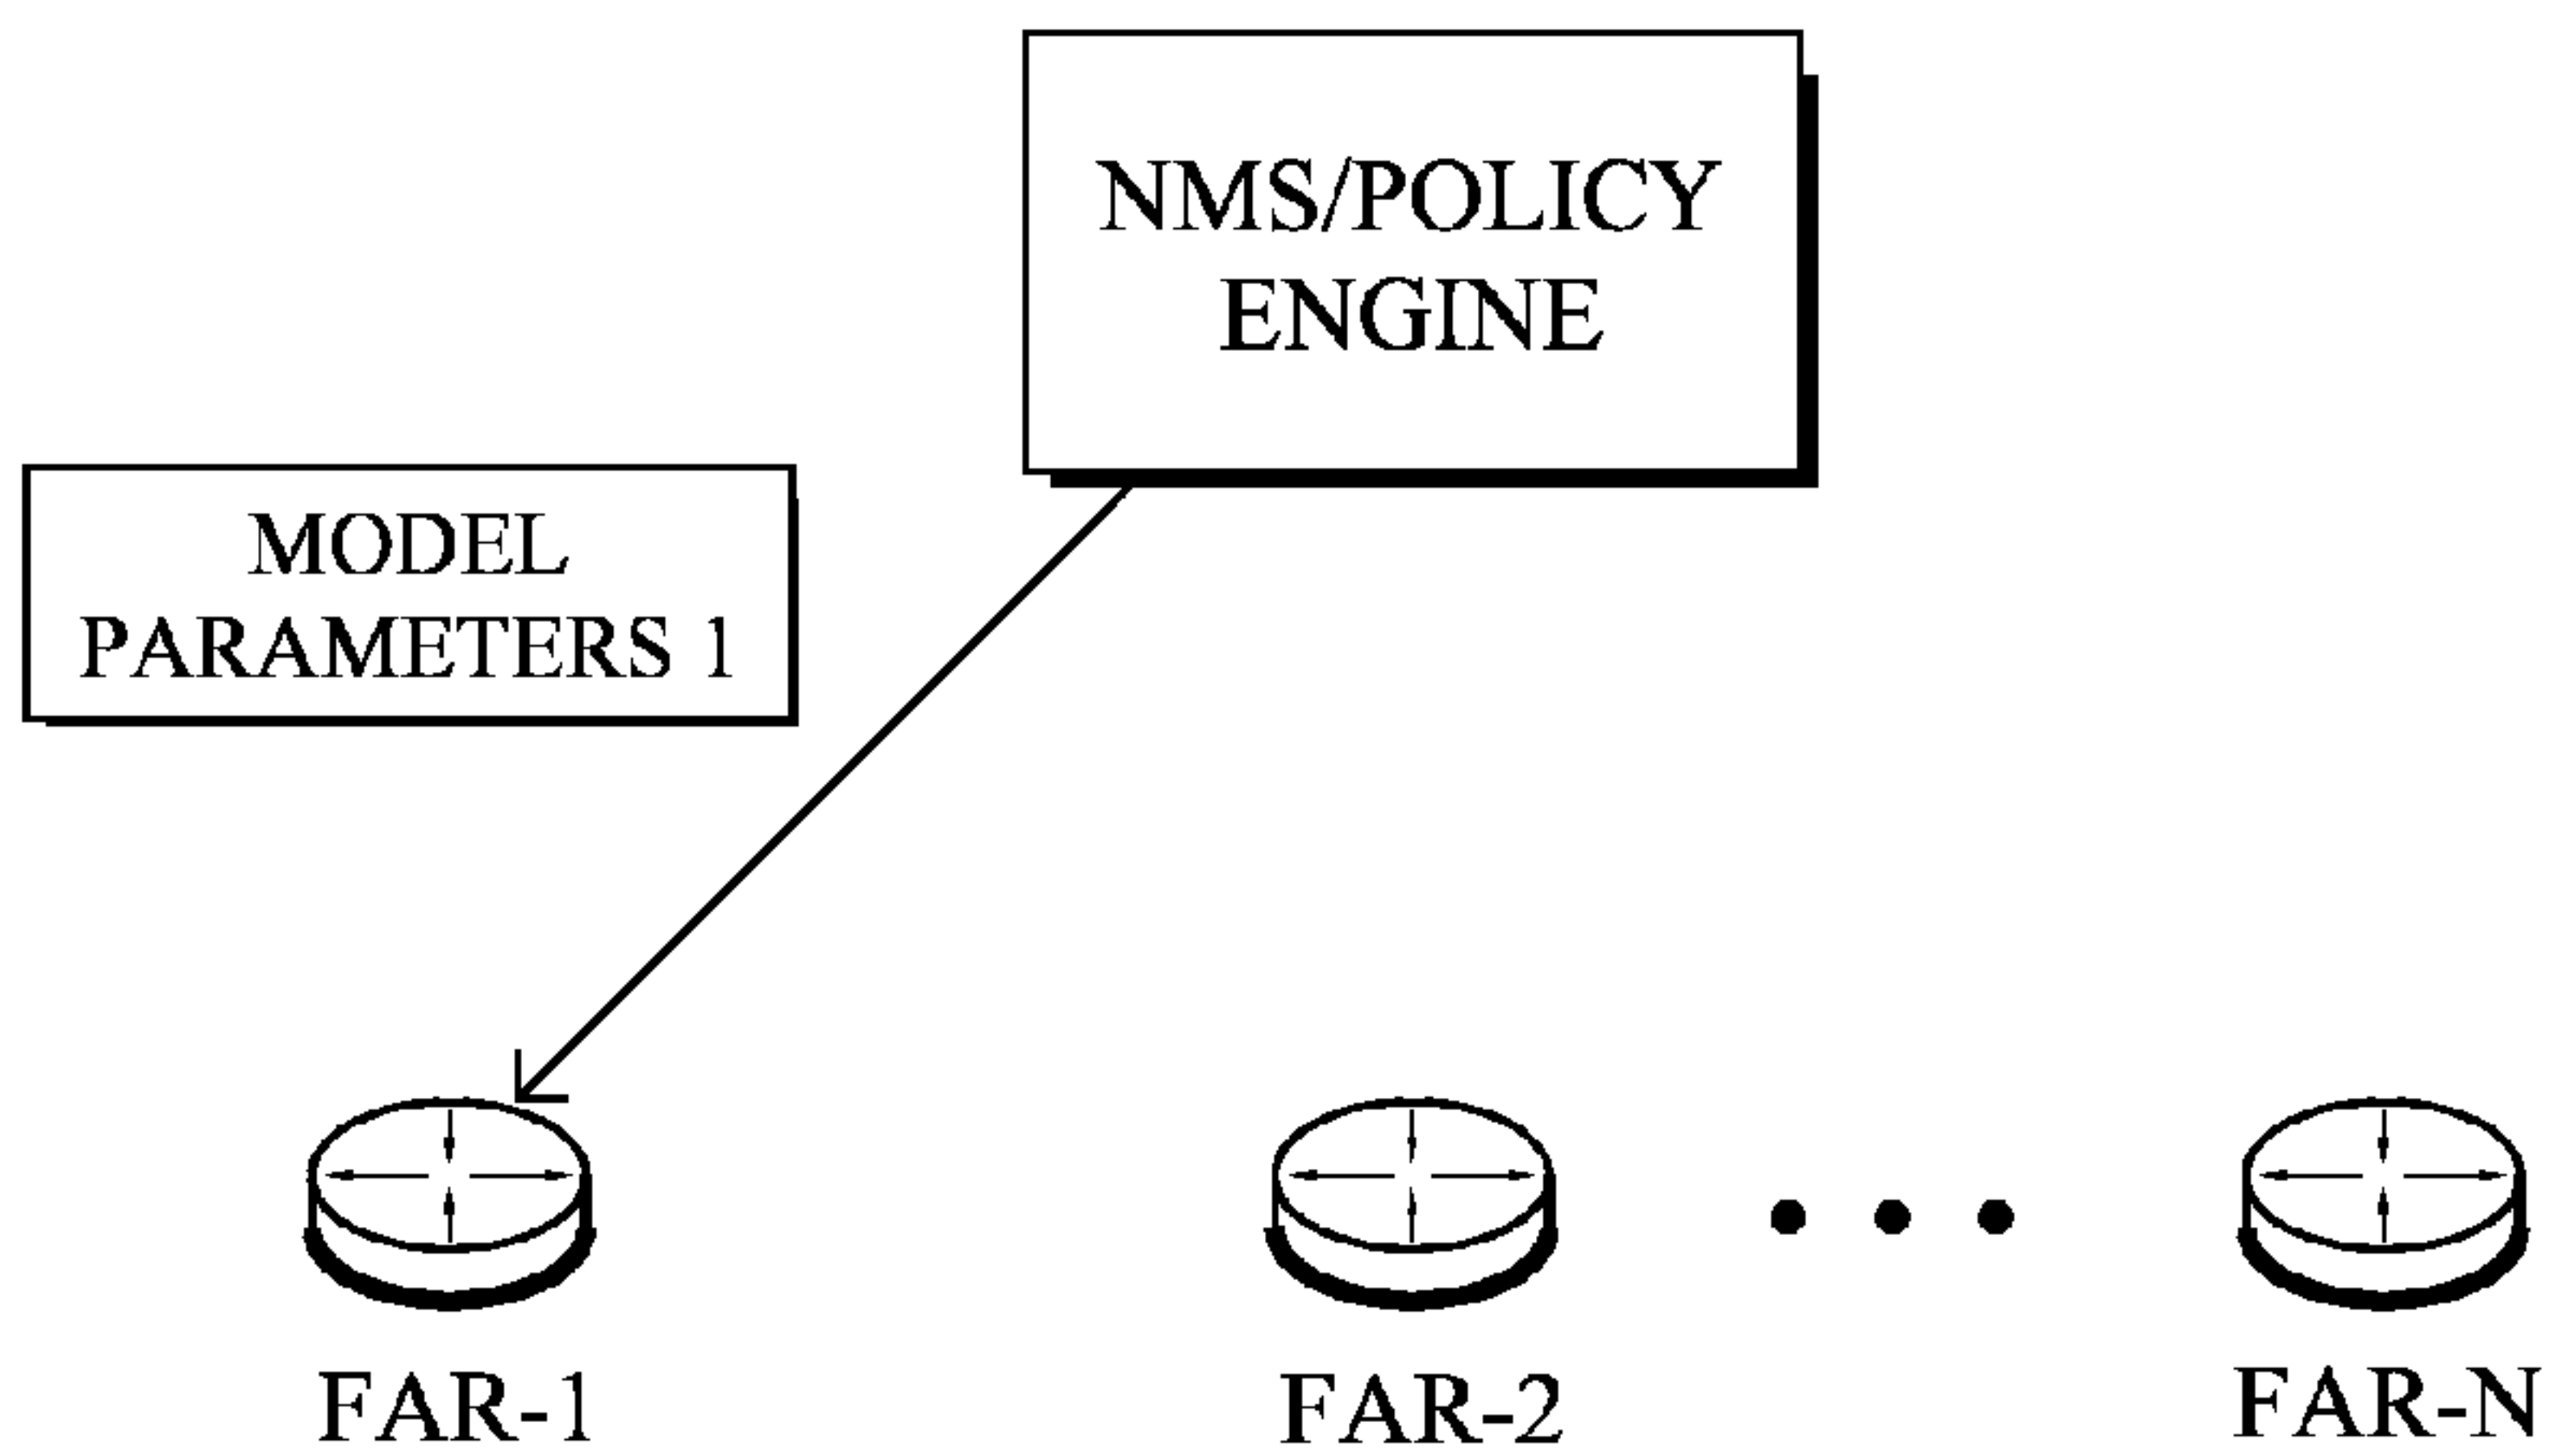 NMS/POLICY
ENGINE
MODEL
PARAMETERS 1
FAR-1
FAR-2
FAR-N